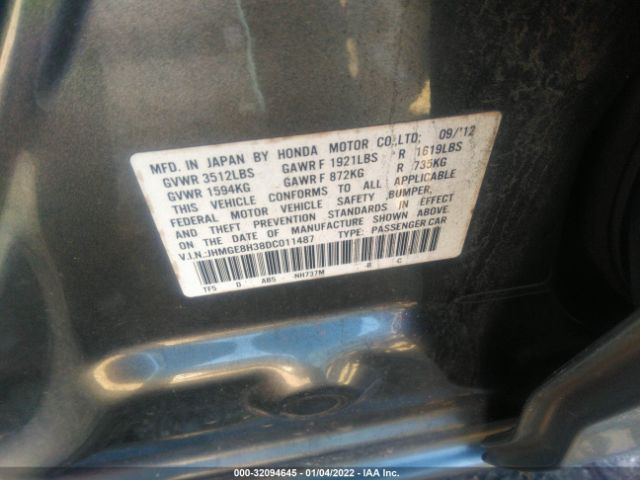 MFD. IN JAPAN BY HONDA MOTOR CO.,LTD; 09/'12
GVWR 3512LBS GAWR F 1921LBS R 1619LBS
GVWR 1594KG GAWR F 872KG R 735KG
THIS VEHICLE CONFORMS TO ALL APPLICABLE
FEDERAL MOTOR VEHICLE SAFETY ,BUMPER,
AND THEFT PREVENTION STANDARDS IN EFFECT
ON THE DATE OF MANUFACTURE SHOWN ABOVE.
V.I.N.:JHMGE8H38DC011487 TYPE: PASSENGER CAR
TF5 D ABS -NH737M B C
000-32094645 - 01/04/2022 - IAA Inc.